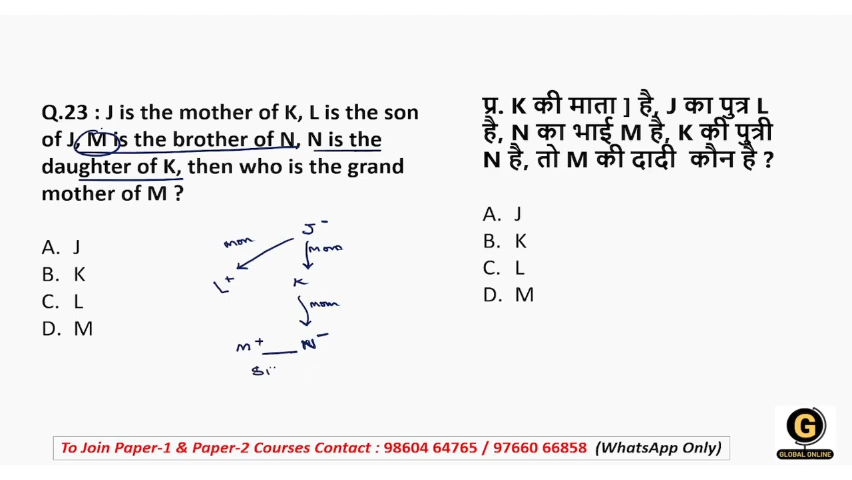 Q.23 : J is the mother of K, L is the son
of J, M is the brother of N, N is the
daughter of K, then who is the grand
mother of M ?
A. J
B. K
C. L
D. M
J -
mom
mom
L+
K
mom
M +
N -
प्र. K की माता ] है, J का पुत्र L
है, N का भाई M है, K की पुत्री
N है, तो M की दादी कौन है ?
A. J
B. K
C. L
D. M
G
GLOBAL ONLINE
To Join Paper-1 & Paper-2 Courses Contact : 98604 64765 / 97660 66858 (WhatsApp Only)